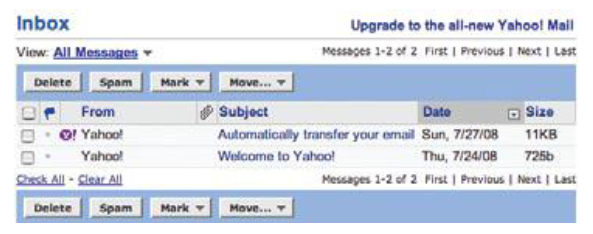 Inbox Upgrade to the all-new Yahoo! Mail
View: All Messages Messages 1-2 of 2 First | Previous | Next | Last
Delete Spam Mark Move...
From Subject Date Size
Y! Yahoo! Automatically transfer your email Sun, 7/27/08 11KB
Yahoo! Welcome to Yahoo! Thu, 7/24/08 725b
Check All - Clear All Messages 1-2 of 2 First | Previous | Next | Last
Delete Spam Mark Move...